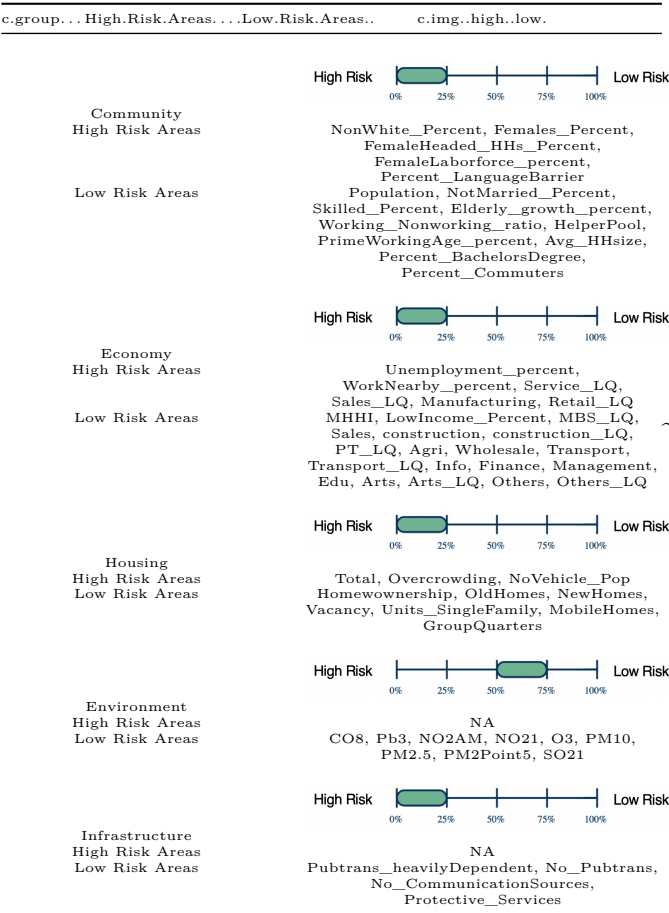 c.group...High.Risk.Areas....Low.Risk.Areas.. c.img..high..low.
High Risk Low Risk
0% 25% 50% 75% 100%
Community
High Risk Areas NonWhite_Percent, Females_Percent,
FemaleHeaded_HHs_Percent,
FemaleLaborforce_percent,
Percent_LanguageBarrier
Low Risk Areas Population, NotMarried_Percent,
Skilled_Percent, Elderly_growth_percent,
Working_Nonworking_ratio, HelperPool,
PrimeWorkingAge_percent, Avg_HHsize,
Percent_BachelorsDegree,
Percent_Commuters
High Risk Low Risk
0% 25% 50% 75% 100%
Economy
High Risk Areas Unemployment_percent,
WorkNearby_percent, Service_LQ,
Sales_LQ, Manufacturing, Retail_LQ
Low Risk Areas MHHI, LowIncome_Percent, MBS_LQ,
Sales, construction, construction_LQ,
PT_LQ, Agri, Wholesale, Transport,
Transport_LQ, Info, Finance, Management,
Edu, Arts, Arts_LQ, Others, Others_LQ
High Risk Low Risk
0% 25% 50% 75% 100%
Housing
High Risk Areas Total, Overcrowding, NoVehicle_Pop
Low Risk Areas Homewownership, OldHomes, NewHomes,
Vacancy, Units_SingleFamily, MobileHomes,
GroupQuarters
High Risk Low Risk
0% 25% 50% 75% 100%
Environment
High Risk Areas NA
Low Risk Areas CO8, Pb3, NO2AM, NO21, O3, PM10,
PM2.5, PM2Point5, SO21
High Risk Low Risk
0% 25% 50% 75% 100%
Infrastructure
High Risk Areas NA
Low Risk Areas Pubtrans_heavilyDependent, No_Pubtrans,
No_CommunicationSources,
Protective_Services